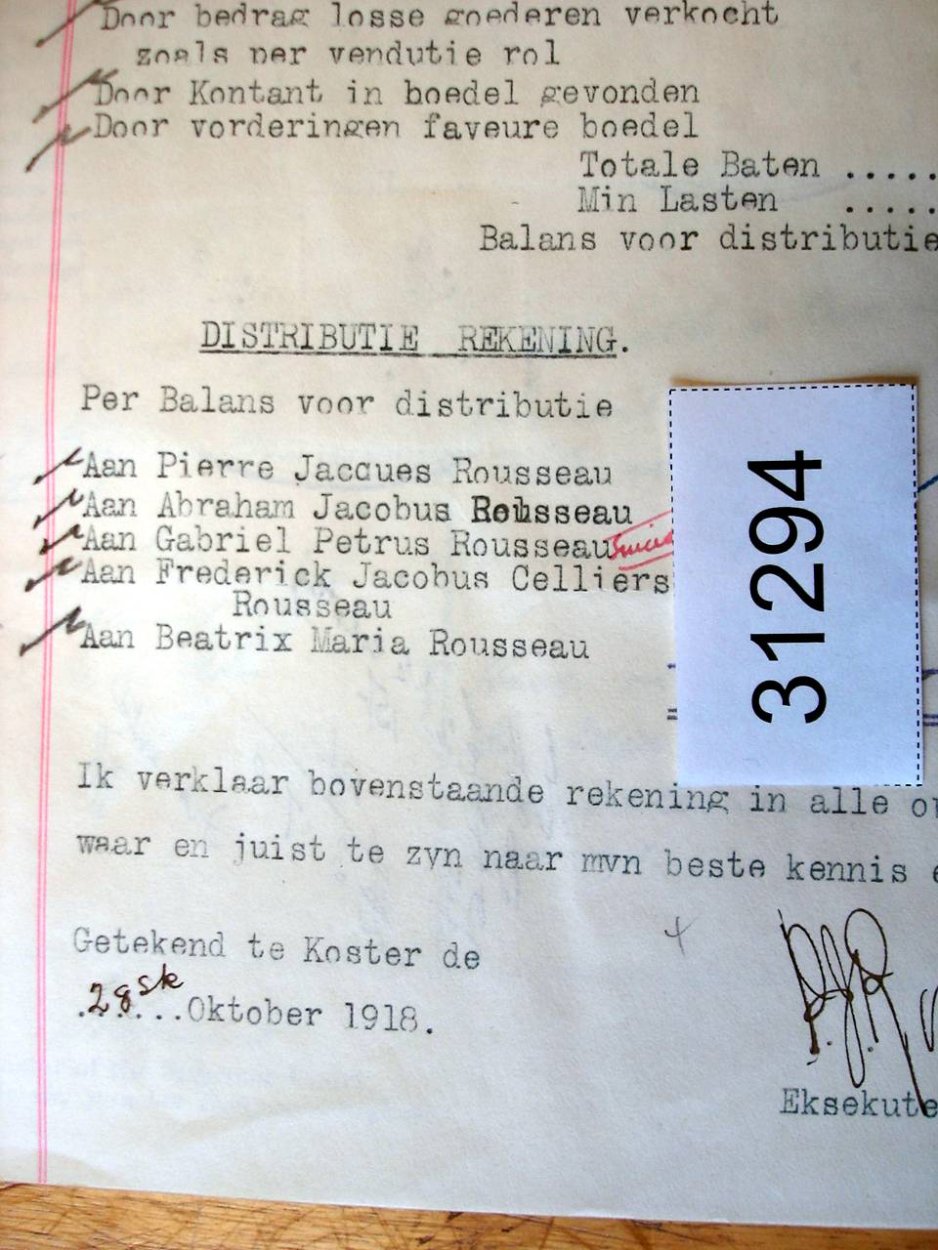 Door bedrag losse goederen verkocht
zoals per vendutie rol
Door Kontant in boedel gevonden
Door vorderingen faveure boedel
Totale Baten .....
Min Lasten .....
Balans voor distributie
DISTRIBUTIE REKENING.
Per Balans voor distributie
Aan Pierre Jacques Rousseau
Aan Abraham Jacobus Rousseau
Aan Gabriel Petrus Rousseau
Aan Frederick Jacobus Celliers
Rousseau
Aan Beatrix Maria Rousseau
31294
Ik verklaar bovenstaande rekening in alle
waar en juist te zyn naar myn beste kennis
Getekend te Koster de
28ste
.....Oktober 1918.
Eksekute